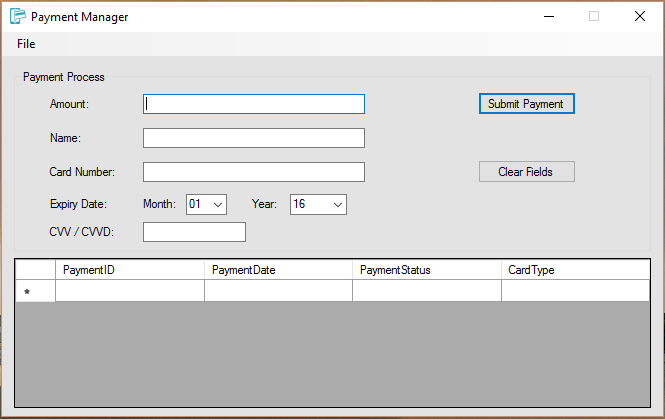 Payment Manager
File
Payment Process
Amount:
Submit Payment
Name:
Card Number:
Clear Fields
Expiry Date: Month: 01 Year: 16
CVV / CVVD:
PaymentID PaymentDate PaymentStatus CardType
*